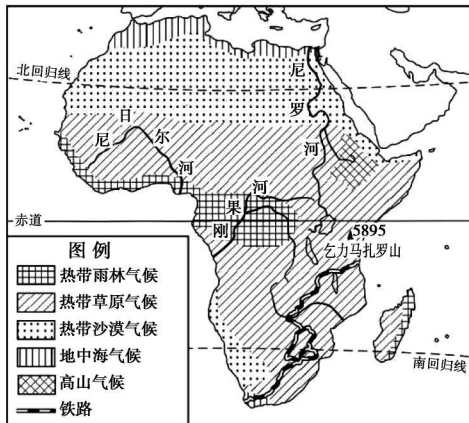 北回归线
尼
罗
河
尼
日
尔
河
刚
果
河
赤道
5895
乞力马扎罗山
南回归线
图例
热带雨林气候
热带草原气候
热带沙漠气候
地中海气候
高山气候
铁路